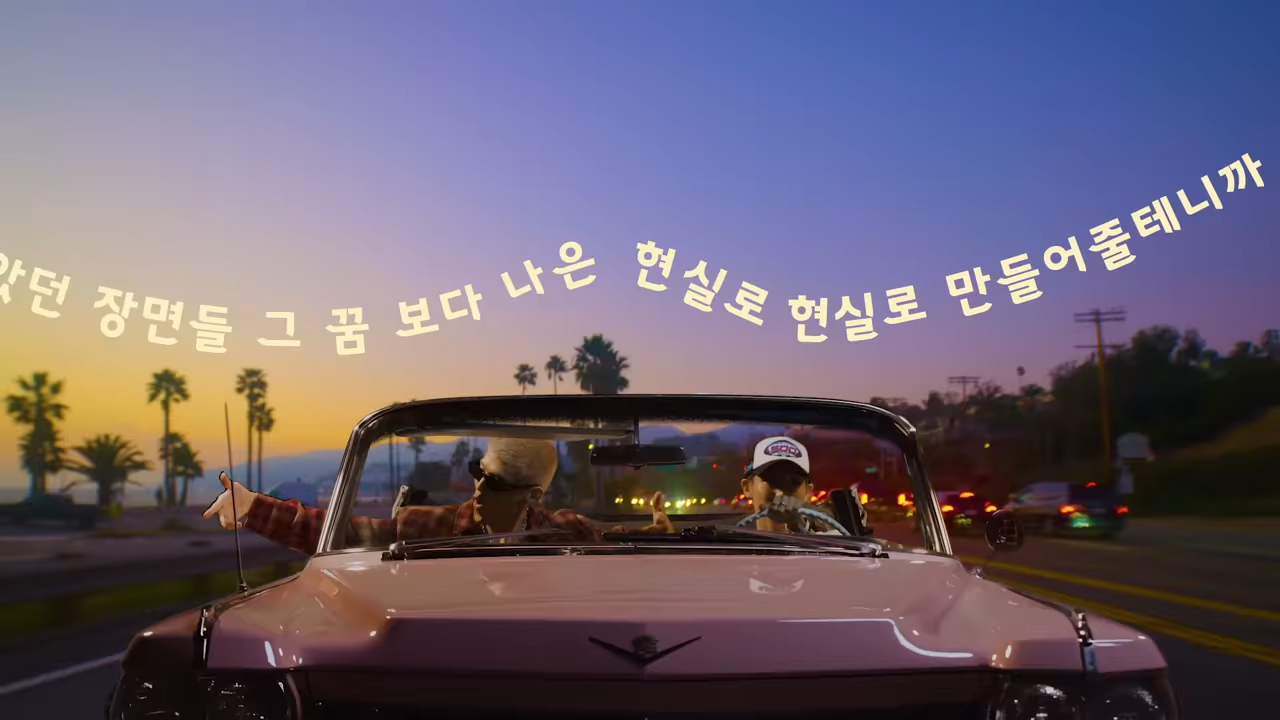 던 장면들 그 꿈 보다 나은 현실로 현실로 만들어줄테니까